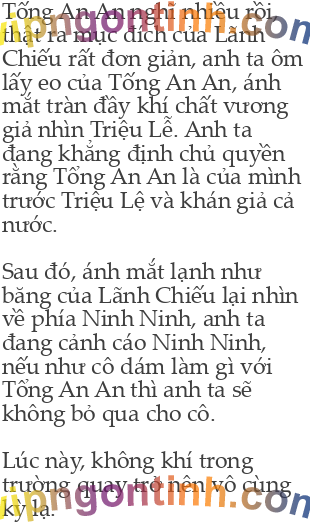 Tống An An nghĩ nhiều rồi,
thật ra mục đích của Lãnh
Chiếu rất đơn giản, anh ta ôm
lấy eo của Tống An An, ánh
mắt tràn đầy khí chất vương
giả nhìn Triệu Lễ. Anh ta
đang khẳng định chủ quyền
rằng Tổng An An là của mình
trước Triệu Lệ và khán giả cả
nước.

Sau đó, ánh mắt lạnh như
băng của Lãnh Chiếu lại nhìn
về phía Ninh Ninh, anh ta
đang cảnh cáo Ninh Ninh,
nếu như cô dám làm gì với
Tổng An An thì anh ta sẽ
không bỏ qua cho cô.

Lúc này, không khí trong
trường quay trở nên vô cùng
kỳ lạ.
vipngontinh.com
vipngontinh.com